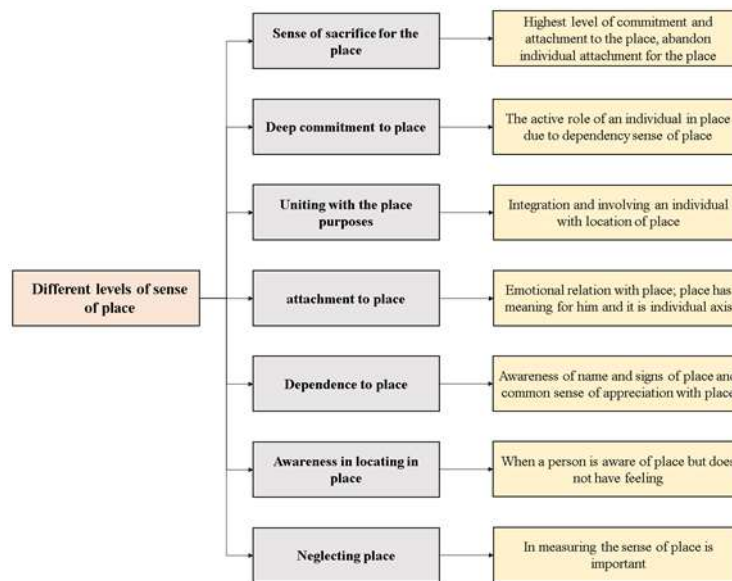 Sense of sacrifice for the
place
Highest level of commitment and
attachment to the place, abandon
individual attachment for the place
Deep commitment to place
The active role of an individual in place
due to dependency sense of place
Uniting with the place
purposes
Integration and involving an individual
with location of place
Different levels of sense
of place
attachment to place
Emotional relation with place; place has
meaning for him and it is individual axis
Dependence to place
Awareness of name and signs of place and
common sense of appreciation with place
Awareness in locating in
place
When a person is aware of place but does
not have feeling
Neglecting place
In measuring the sense of place is
important